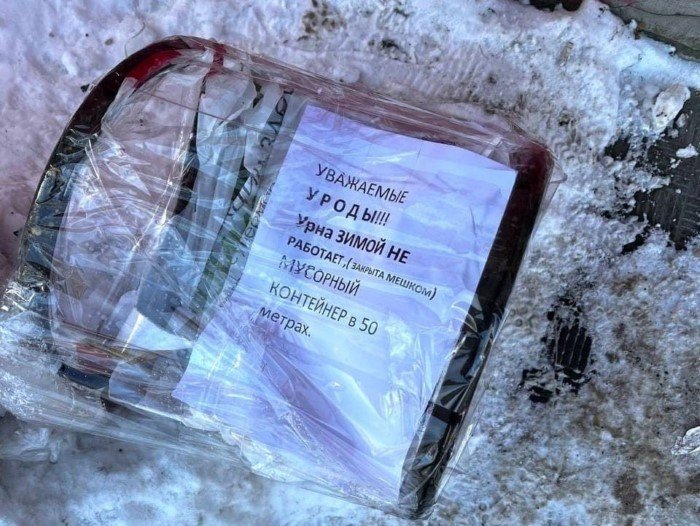 УВАЖАЕМЫЕ
УРОДЫ!!!
Урна ЗИМОЙ НЕ
РАБОТАЕТ,( ЗАКРЫТА МЕШКОМ)
МУСОРНЫЙ
КОНТЕЙНЕР в 50
метрах.